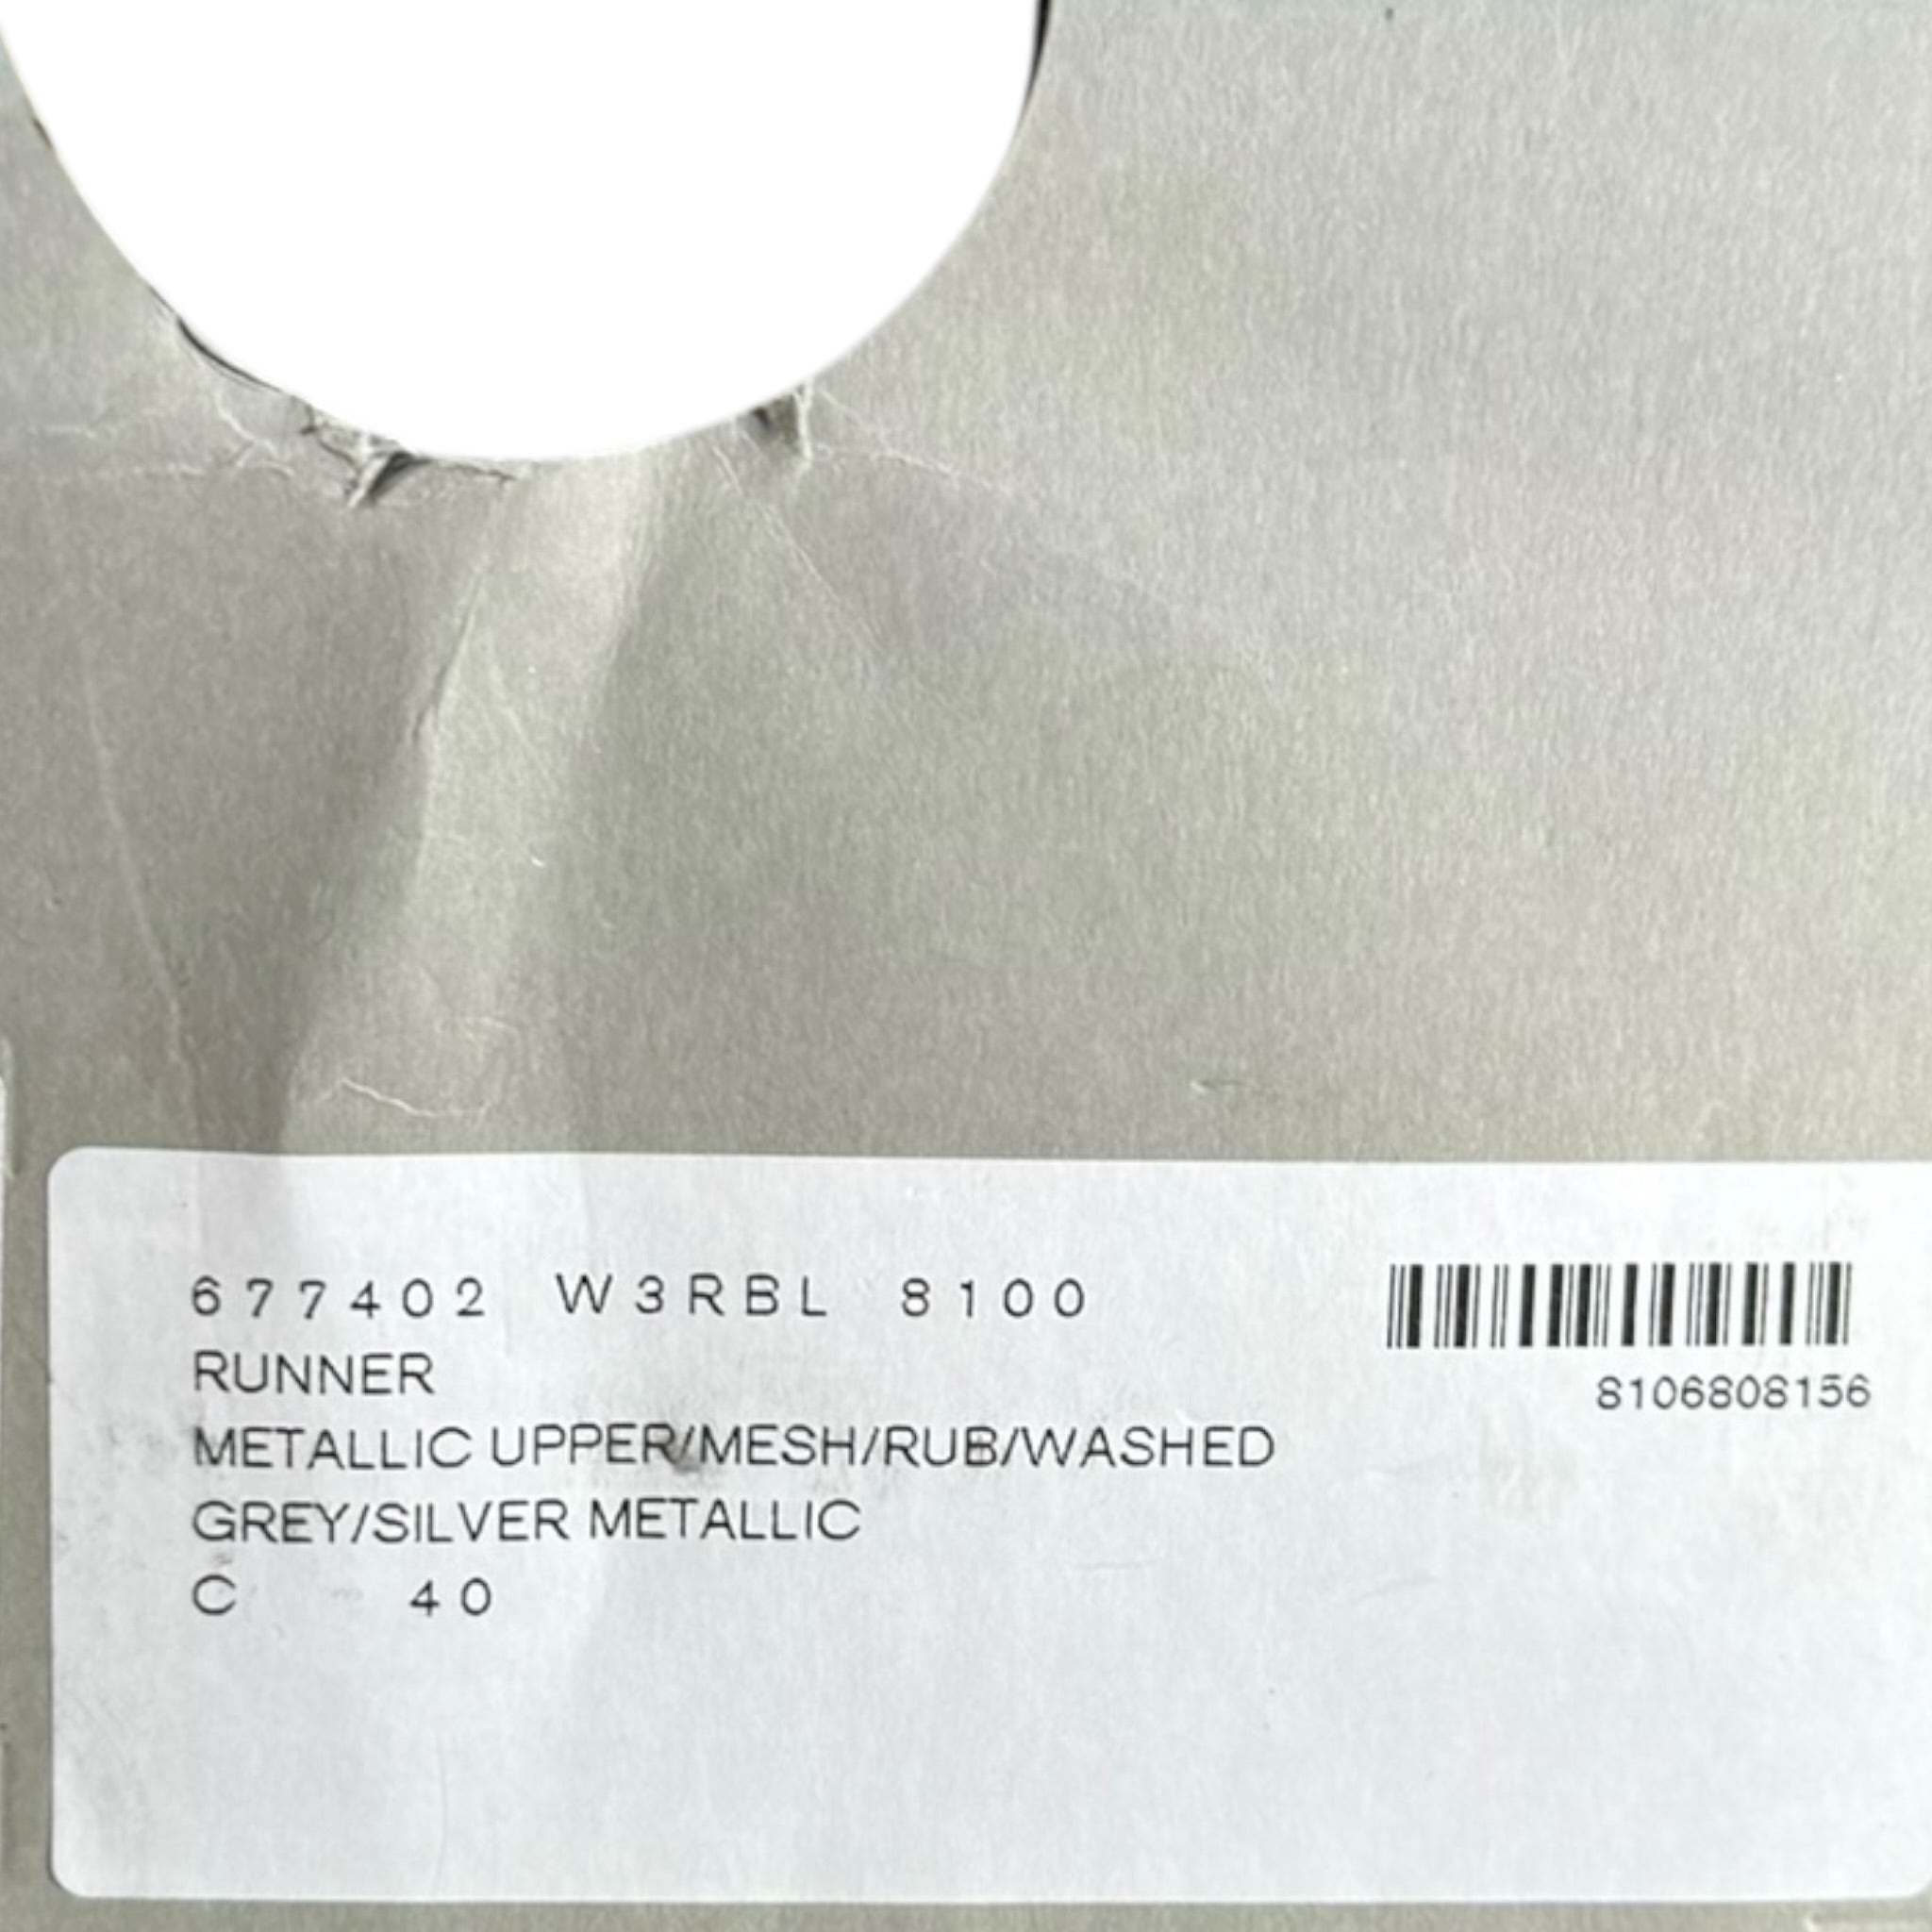 677402 W3RBL 8100
RUNNER
8106808156
METALLIC UPPER/MESH/RUB/WASHED
GREY/SILVER METALLIC
C 40